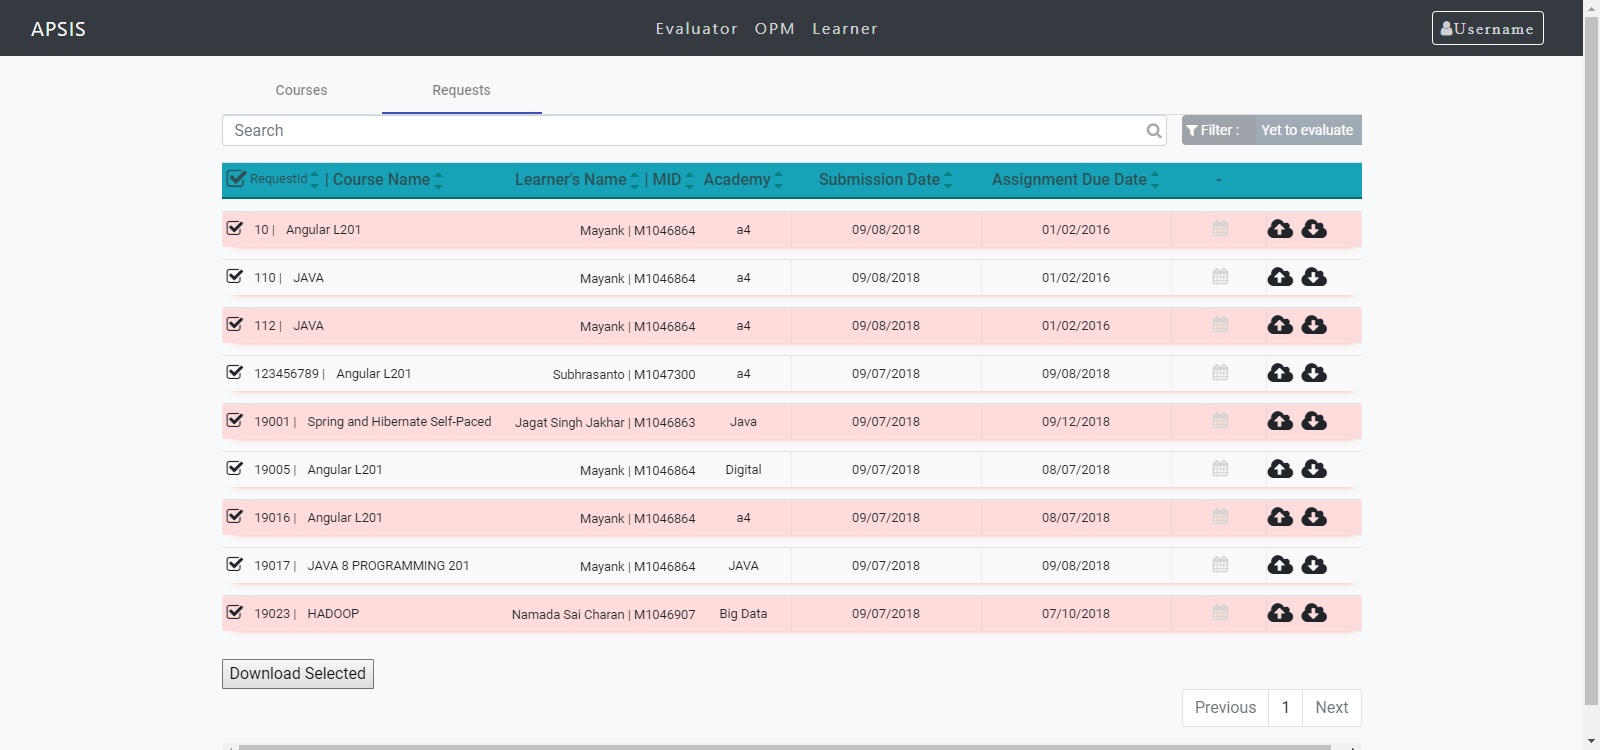 APSIS Evaluator OPM Learner Username
Courses Requests
Search Filter : Yet to evaluate
RequestId | Course Name Learner's Name | MID Academy Submission Date Assignment Due Date -
10 | Angular L201 Mayank | M1046864 a4 09/08/2018 01/02/2016
110 | JAVA Mayank | M1046864 a4 09/08/2018 01/02/2016
112 | JAVA Mayank | M1046864 a4 09/08/2018 01/02/2016
123456789 | Angular L201 Subhrasanto | M1047300 a4 09/07/2018 09/08/2018
19001 | Spring and Hibernate Self-Paced Jagat Singh Jakhar | M1046863 Java 09/07/2018 09/12/2018
19005 | Angular L201 Mayank | M1046864 Digital 09/07/2018 08/07/2018
19016 | Angular L201 Mayank | M1046864 a4 09/07/2018 08/07/2018
19017 | JAVA 8 PROGRAMMING 201 Mayank | M1046864 JAVA 09/07/2018 09/08/2018
19023 | HADOOP Namada Sai Charan | M1046907 Big Data 09/07/2018 07/10/2018
Download Selected
Previous 1 Next